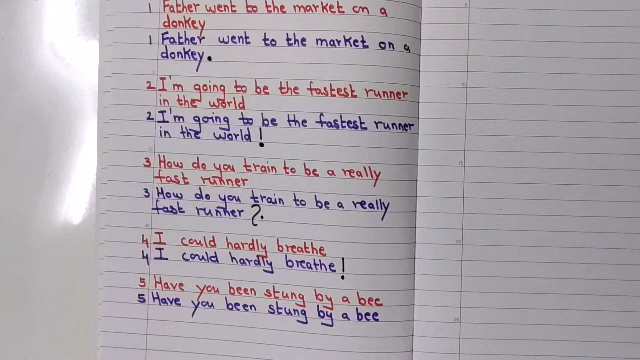 1 Father went to the market on a
donkey
1 Father went to the market on a
donkey.
2 I'm going to be the fastest runner
in the world
2 I'm going to be the fastest runner
in the world!
3 How do you train to be a really
fast runner
3 How do you train to be a really
fast runner?
4 I could hardly breathe
4 I could hardly breathe!
5 Have you been stung by a bee
5 Have you been stung by a bee